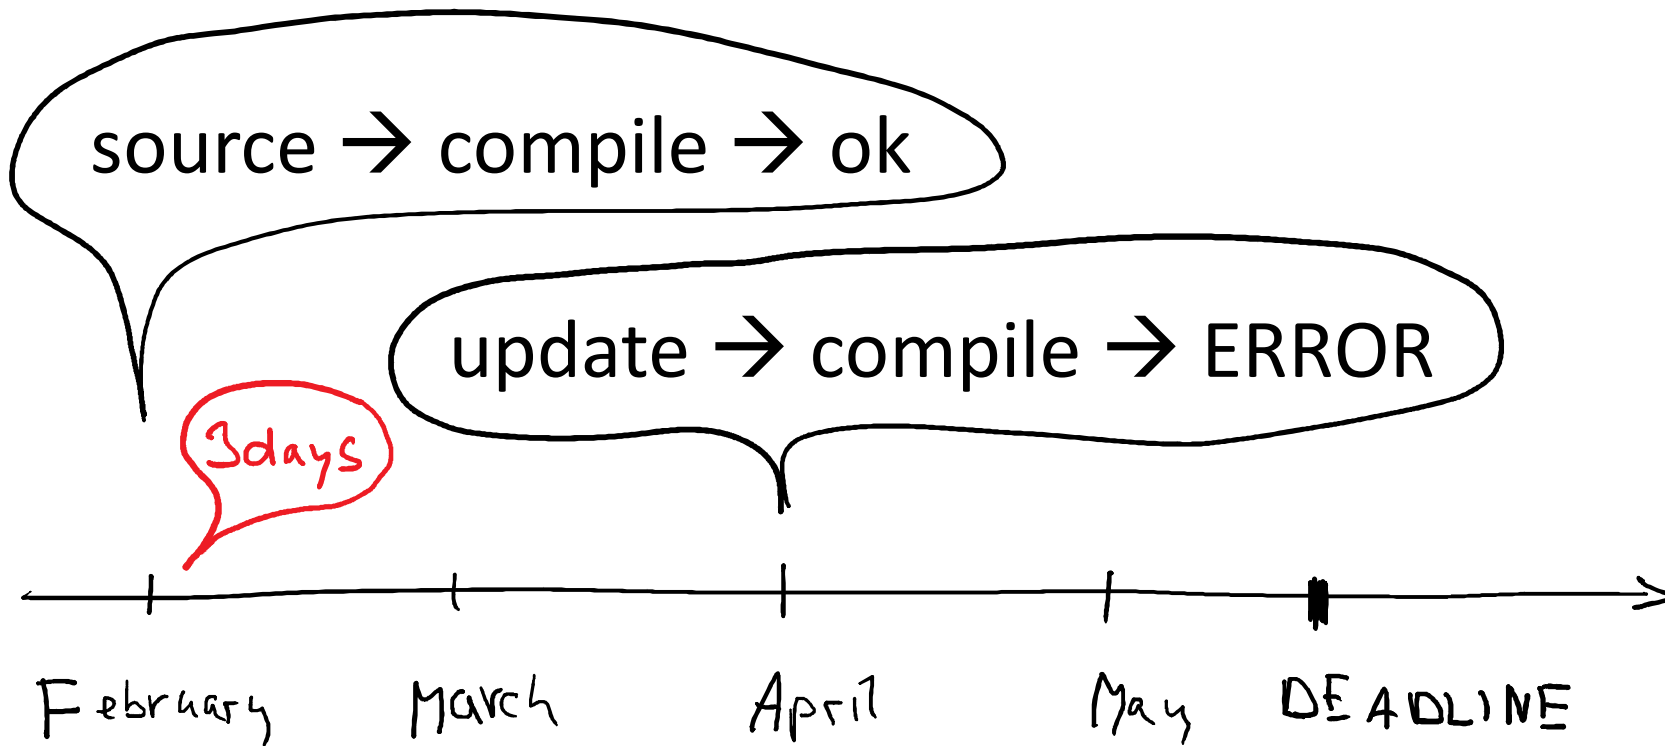 source → compile → ok
update → compile → ERROR
3days
February March April May DEADLINE